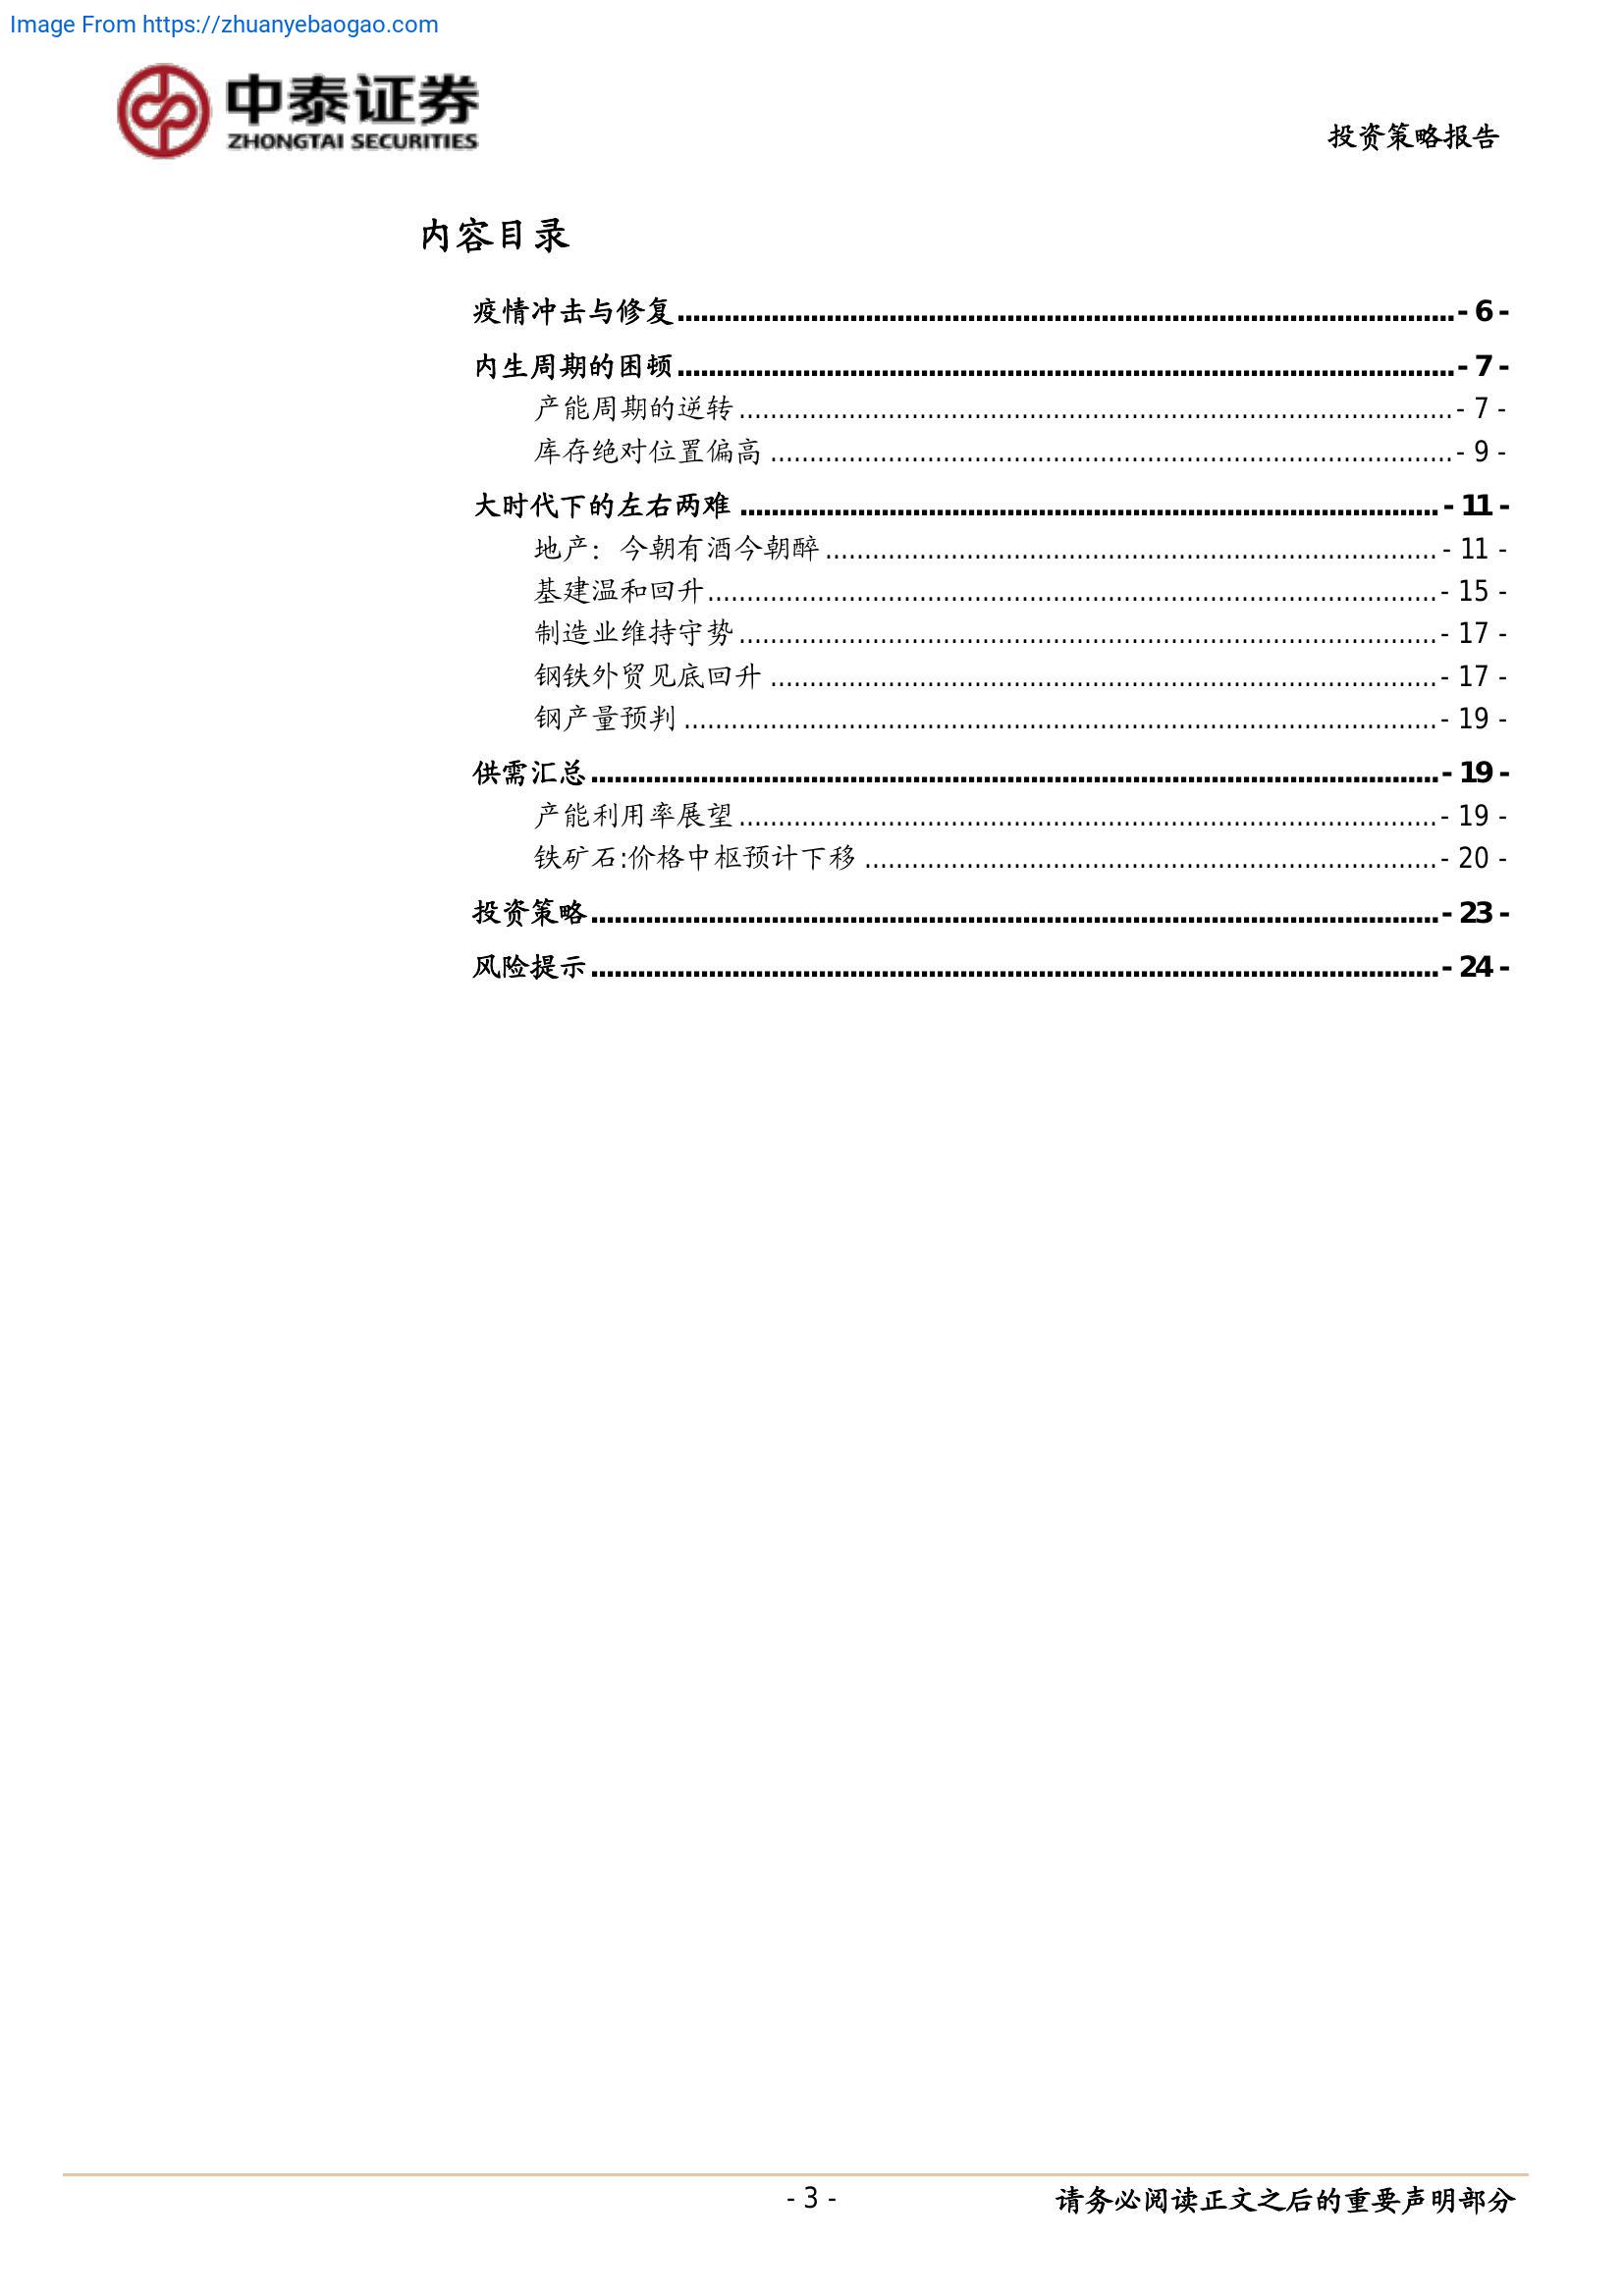 Image From https://zhuanyebaogao.com
中泰证券
ZHONGTAI SECURITIES
投资策略报告
内容目录
疫情冲击与修复 - 6 -
内生周期的困顿 - 7 -
产能周期的逆转 - 7 -
库存绝对位置偏高 - 9 -
大时代下的左右两难 - 11 -
地产：今朝有酒今朝醉 - 11 -
基建温和回升 - 15 -
制造业维持守势 - 17 -
钢铁外贸见底回升 - 17 -
钢产量预判 - 19 -
供需汇总 - 19 -
产能利用率展望 - 19 -
铁矿石:价格中枢预计下移 - 20 -
投资策略 - 23 -
风险提示 - 24 -
- 3 - 请务必阅读正文之后的重要声明部分